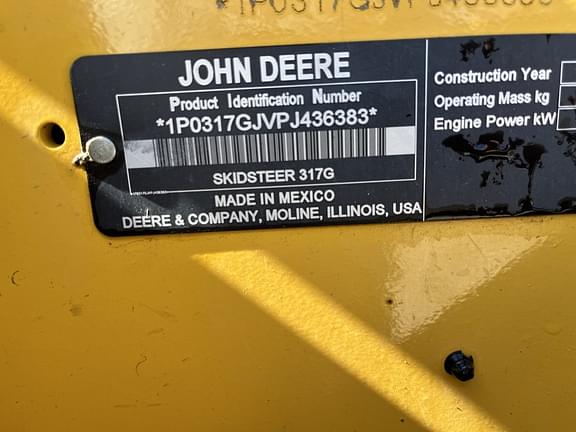 *1P0317GJVPJ436383
JOHN DEERE
Product Identification Number
*1P0317GJVPJ436383*
SKIDSTEER 317G
MADE IN MEXICO
DEERE & COMPANY, MOLINE, ILLINOIS, USA
Construction Year
Operating Mass kg
Engine Power kW